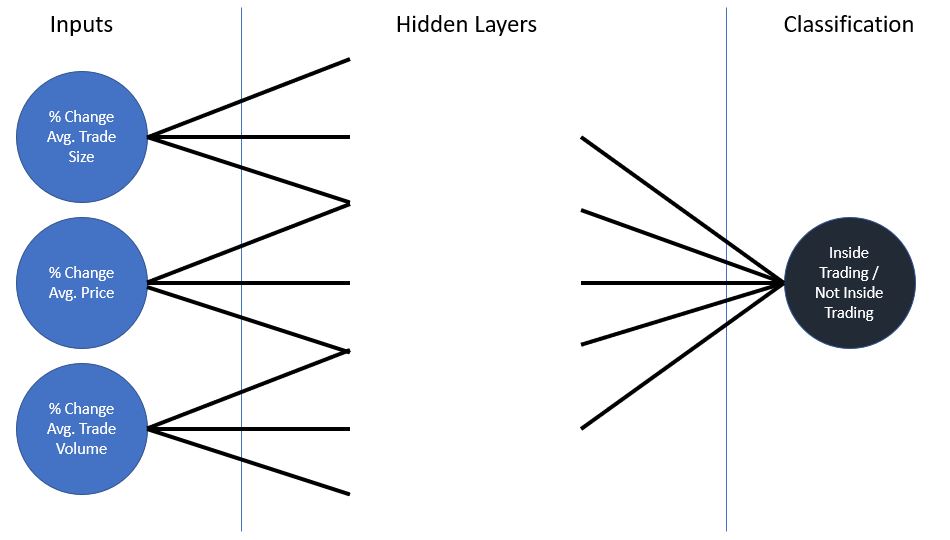 Inputs
Hidden Layers
Classification
% Change
Avg. Trade
Size
% Change
Avg. Price
% Change
Avg. Trade
Volume
Inside
Trading /
Not Inside
Trading